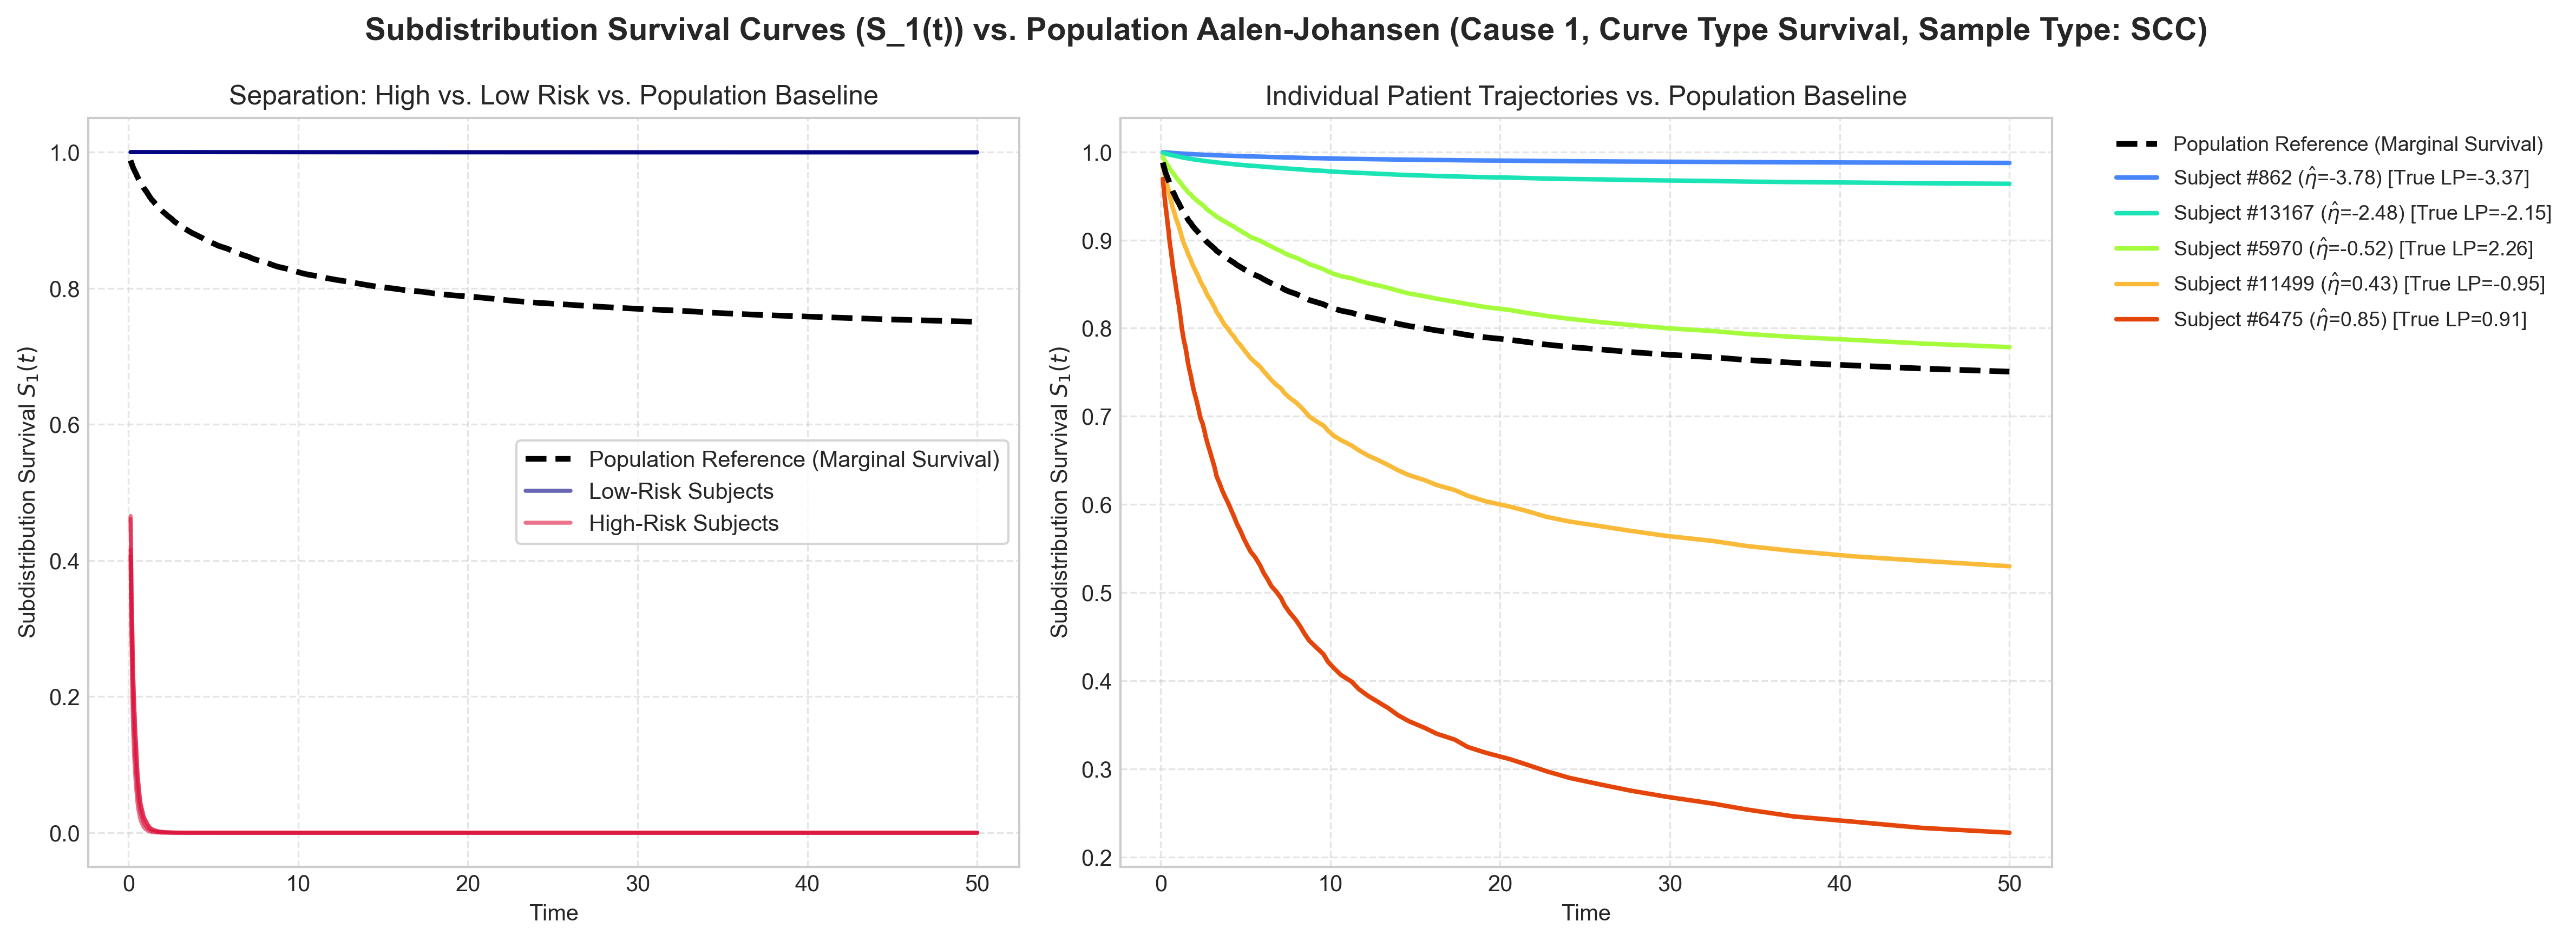 Subdistribution Survival Curves (S_1(t)) vs. Population Aalen-Johansen (Cause 1, Curve Type Survival, Sample Type: SCC)
Separation: High vs. Low Risk vs. Population Baseline
Subdistribution Survival S₁(t)
1.0
0.8
0.6
0.4
0.2
0.0
Population Reference (Marginal Survival)
Low-Risk Subjects
High-Risk Subjects
0 10 20 30 40 50
Time
Individual Patient Trajectories vs. Population Baseline
Subdistribution Survival S₁(t)
1.0
0.9
0.8
0.7
0.6
0.5
0.4
0.3
0.2
0 10 20 30 40 50
Time
Population Reference (Marginal Survival)
Subject #862 (η̂=-3.78) [True LP=-3.37]
Subject #13167 (η̂=-2.48) [True LP=-2.15]
Subject #5970 (η̂=-0.52) [True LP=2.26]
Subject #11499 (η̂=0.43) [True LP=-0.95]
Subject #6475 (η̂=0.85) [True LP=0.91]